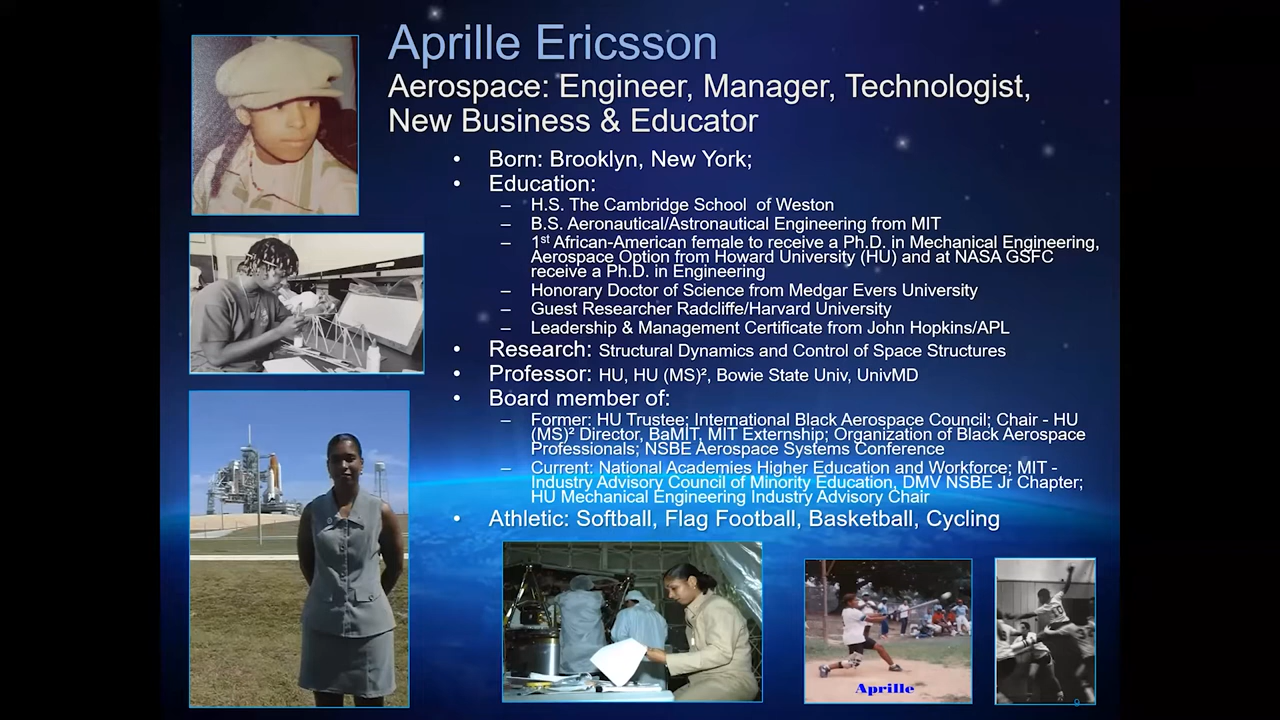 Aprille Ericsson
Aerospace: Engineer, Manager, Technologist,
New Business & Educator
• Born: Brooklyn, New York;
• Education:
– H.S. The Cambridge School of Weston
– B.S. Aeronautical/Astronautical Engineering from MIT
– 1st African-American female to receive a Ph.D. in Mechanical Engineering,
Aerospace Option from Howard University (HU) and at NASA GSFC
receive a Ph.D. in Engineering
– Honorary Doctor of Science from Medgar Evers University
– Guest Researcher Radcliffe/Harvard University
– Leadership & Management Certificate from John Hopkins/APL
• Research: Structural Dynamics and Control of Space Structures
• Professor: HU, HU (MS)², Bowie State Univ, UnivMD
• Board member of:
– Former: HU Trustee; International Black Aerospace Council; Chair - HU
(MS)² Director, BaMIT, MIT Externship; Organization of Black Aerospace
Professionals; NSBE Aerospace Systems Conference
– Current: National Academies Higher Education and Workforce; MIT -
Industry Advisory Council of Minority Education, DMV NSBE Jr Chapter;
HU Mechanical Engineering Industry Advisory Chair
• Athletic: Softball, Flag Football, Basketball, Cycling
Aprille
9